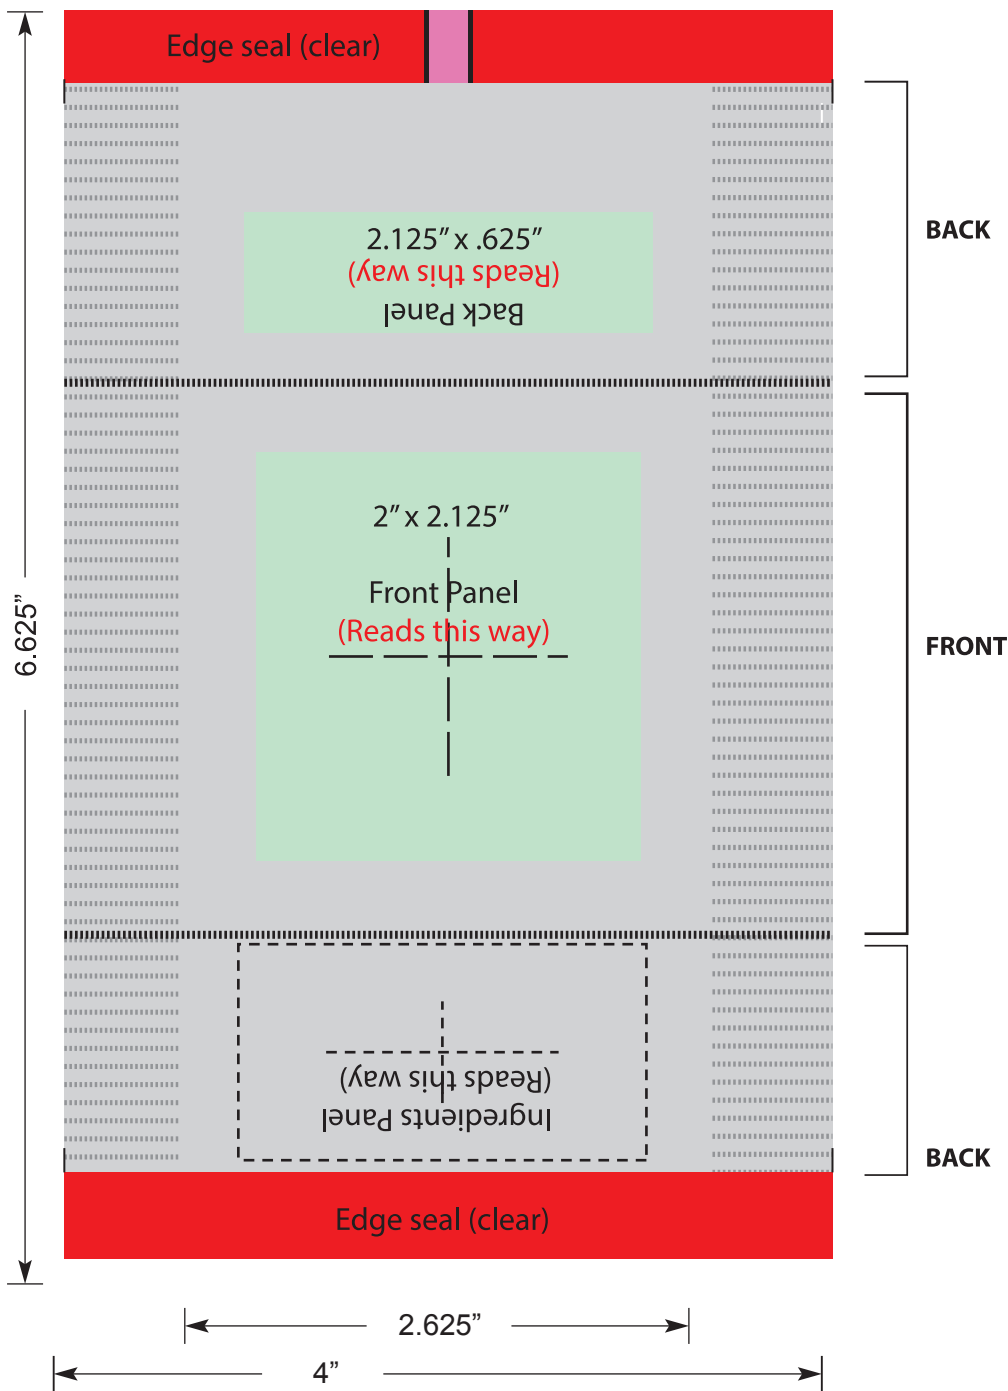 Edge seal (clear)
BACK
2.125” x .625”
(Reads this way)
Back Panel
2” x 2.125”
Front Panel
(Reads this way)
FRONT
6.625”
(Reads this way)
Ingredients Panel
BACK
Edge seal (clear)
2.625”
4”